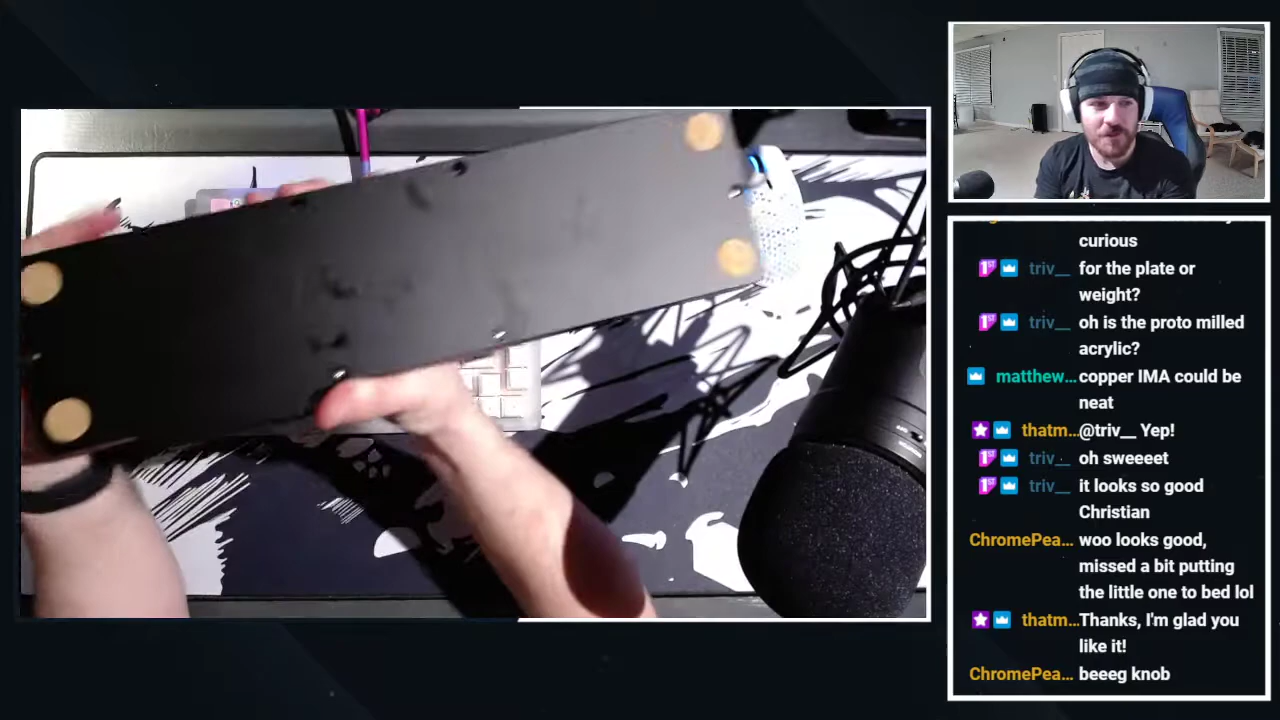 curious
triv__ for the plate or
weight?
triv__ oh is the proto milled
acrylic?
matthew... copper IMA could be
neat
thatm... @triv__ Yep!
triv__ oh sweeeet
triv__ it looks so good
Christian
ChromePea... woo looks good,
missed a bit putting
the little one to bed lol
thatm... Thanks, I'm glad you
like it!
ChromePea... beeeg knob